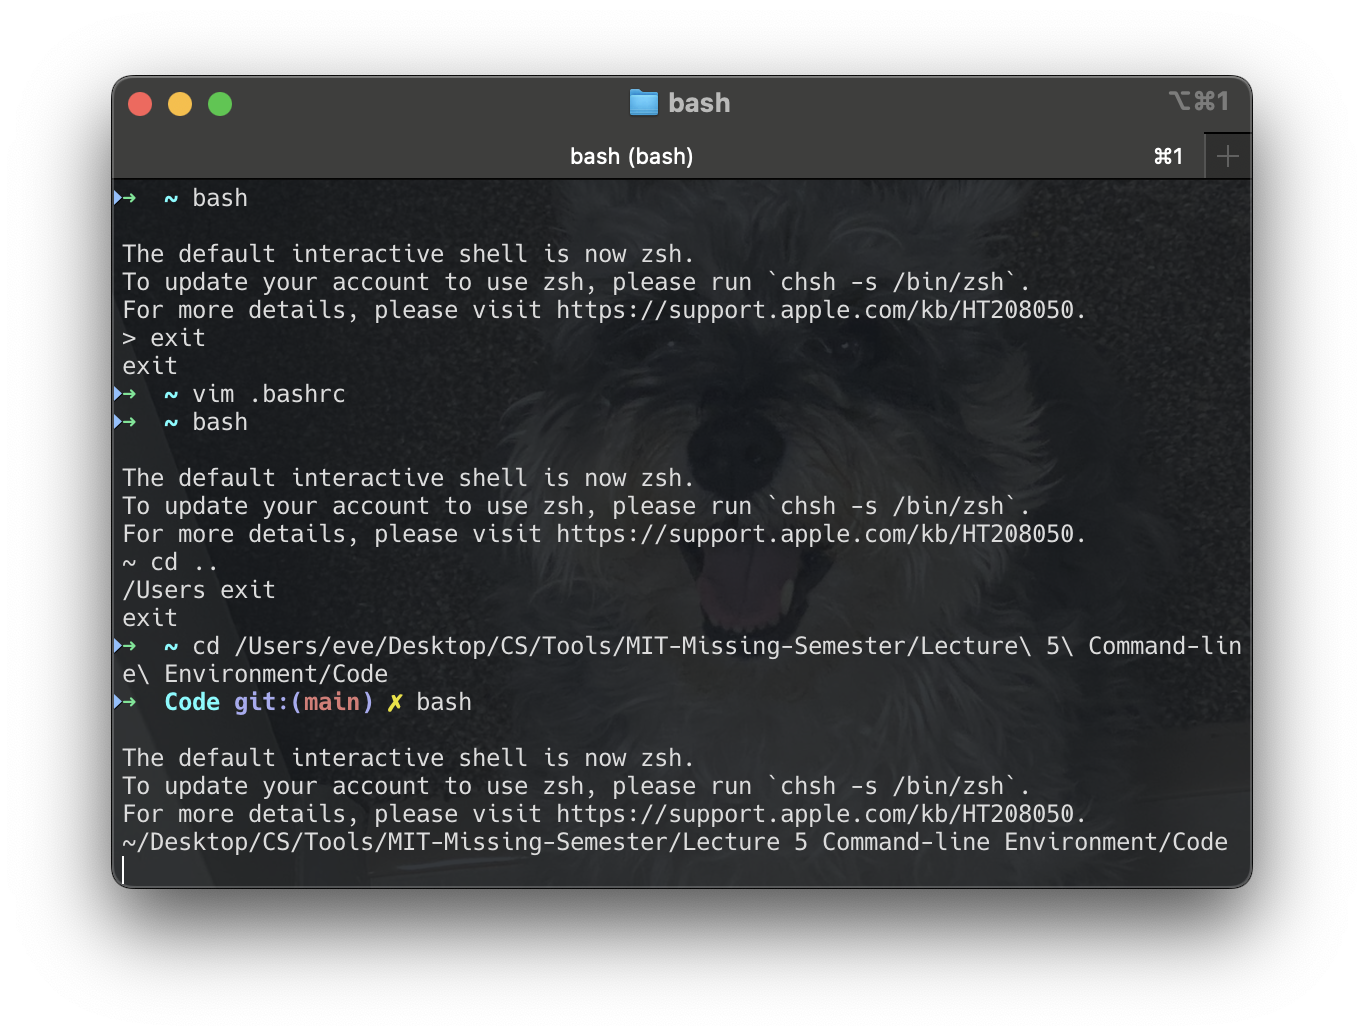 bash
⌥⌘1
bash (bash)
⌘1
➜  ~ bash
The default interactive shell is now zsh.
To update your account to use zsh, please run `chsh -s /bin/zsh`.
For more details, please visit https://support.apple.com/kb/HT208050.
> exit
exit
➜  ~ vim .bashrc
➜  ~ bash
The default interactive shell is now zsh.
To update your account to use zsh, please run `chsh -s /bin/zsh`.
For more details, please visit https://support.apple.com/kb/HT208050.
~ cd ..
/Users exit
exit
➜  ~ cd /Users/eve/Desktop/CS/Tools/MIT-Missing-Semester/Lecture\ 5\ Command-lin
e\ Environment/Code
➜  Code git:(main) ✗ bash
The default interactive shell is now zsh.
To update your account to use zsh, please run `chsh -s /bin/zsh`.
For more details, please visit https://support.apple.com/kb/HT208050.
~/Desktop/CS/Tools/MIT-Missing-Semester/Lecture 5 Command-line Environment/Code